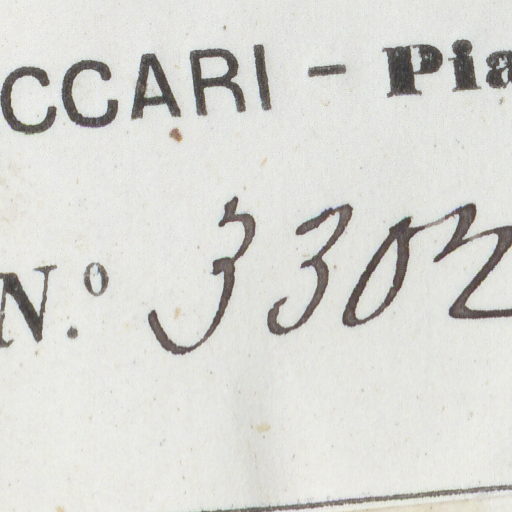 CCARI - Pia
N.º 3302